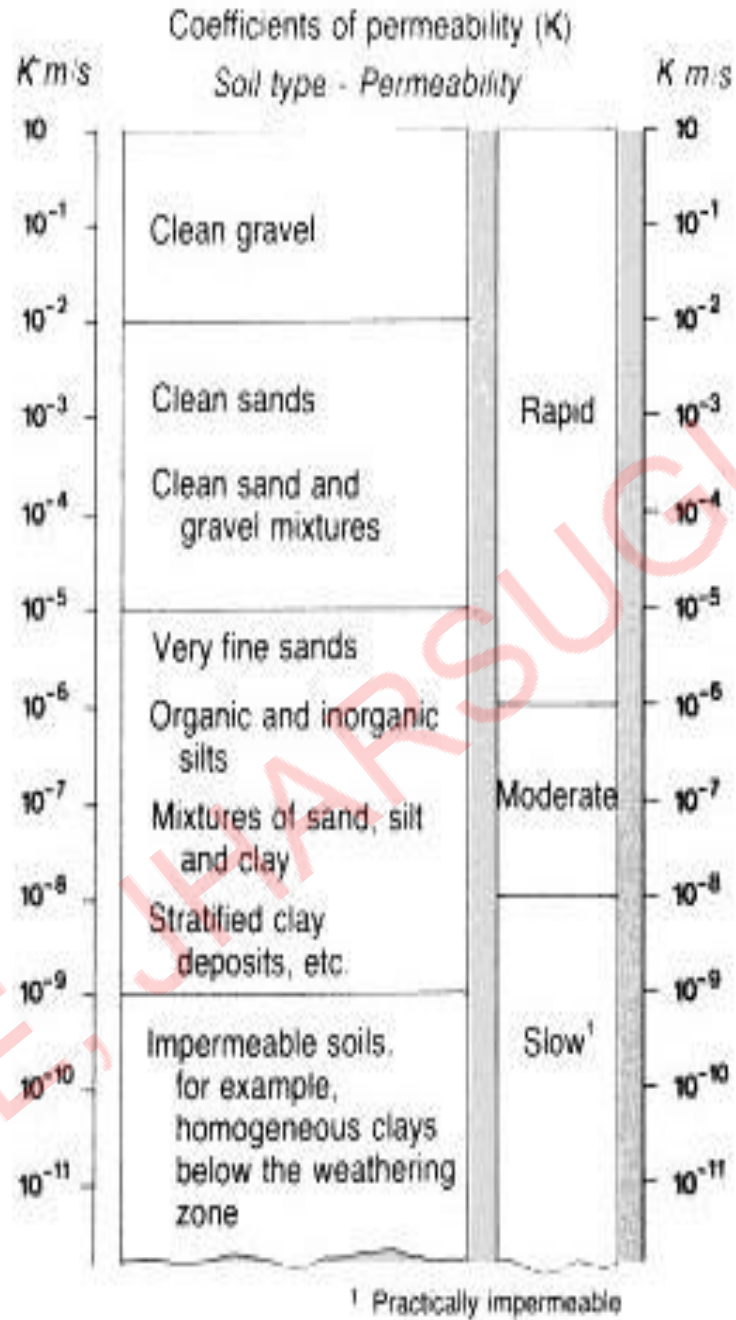 Coefficients of permeability (K)
K m/s
Soil type - Permeability
K m/s
10
10⁻¹
10⁻²
10⁻³
10⁻⁴
10⁻⁵
10⁻⁶
10⁻⁷
10⁻⁸
10⁻⁹
10⁻¹⁰
10⁻¹¹
Clean gravel
Clean sands
Clean sand and
gravel mixtures
Very fine sands
Organic and inorganic
silts
Mixtures of sand, silt
and clay
Stratified clay
deposits, etc.
Impermeable soils,
for example,
homogeneous clays
below the weathering
zone
Rapid
Moderate
Slow¹
10
10⁻¹
10⁻²
10⁻³
10⁻⁴
10⁻⁵
10⁻⁶
10⁻⁷
10⁻⁸
10⁻⁹
10⁻¹⁰
10⁻¹¹
¹ Practically impermeable
E, JHARSUGU